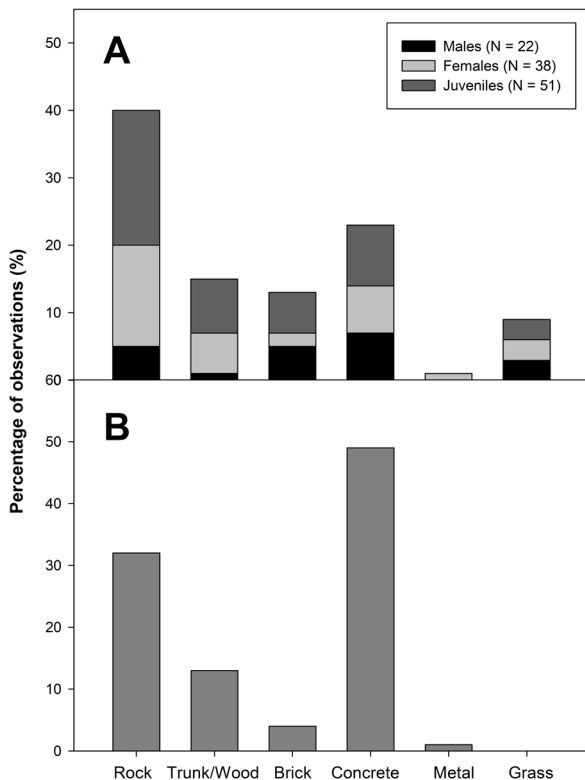 Percentage of observations (%)
A
Males (N = 22)
Females (N = 38)
Juveniles (N = 51)
50
40
30
20
10
60
B
50
40
30
20
10
0
Rock Trunk/Wood Brick Concrete Metal Grass